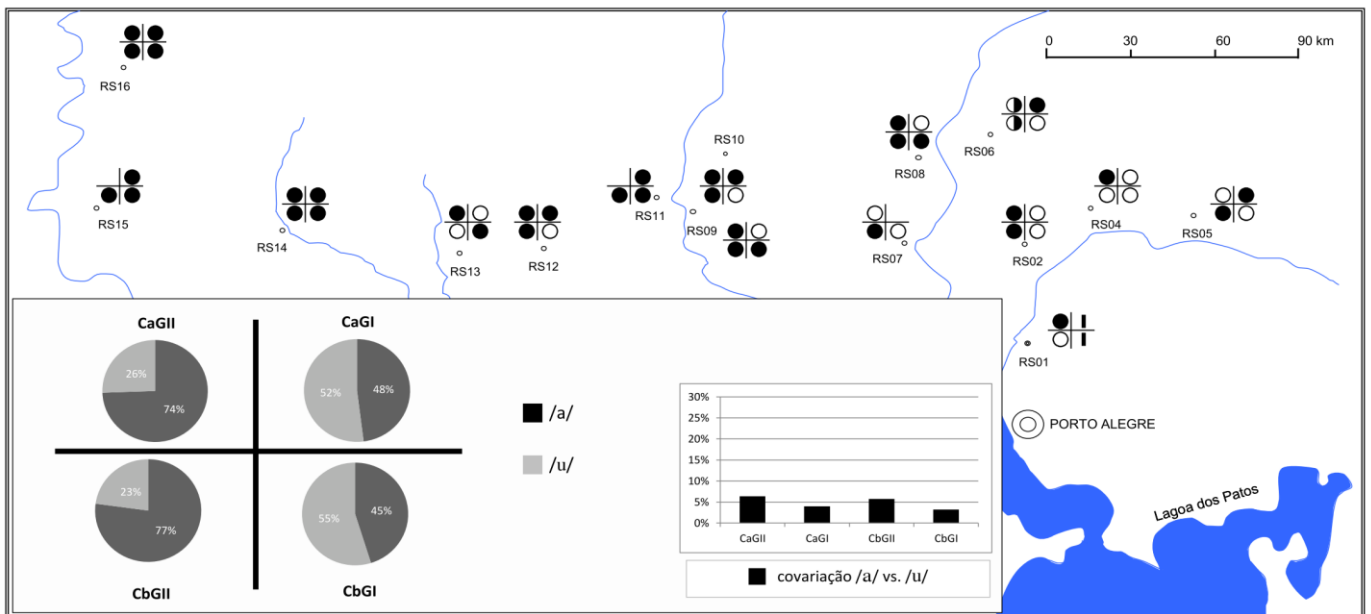 0 30 60 90 km
RS16
RS10
RS06
RS08
RS15
RS11
RS09
RS04
RS05
RS14
RS13
RS12
RS07
RS02
RS01
PORTO ALEGRE
Lagoa dos Patos
CaGII
CaGI
26%
74%
52%
48%
23%
77%
55%
45%
CbGII
CbGI
/a/
/u/
30%
25%
20%
15%
10%
5%
0%
CaGII CaGI CbGII CbGI
covariação /a/ vs. /u/